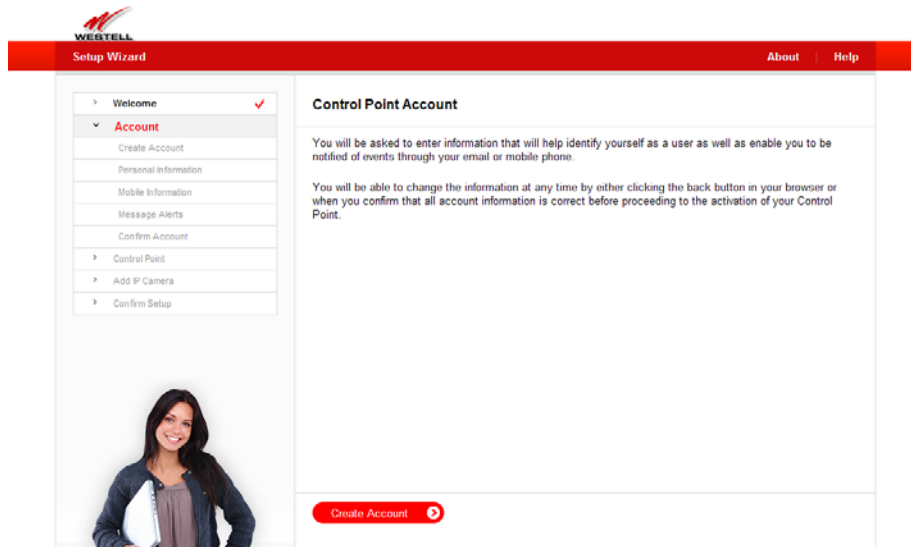 WESTELL
Setup Wizard
About | Help
Welcome
Account
Create Account
Personal Information
Mobile Information
Message Alerts
Confirm Account
Control Point
Add IP Camera
Confirm Setup
Control Point Account
You will be asked to enter information that will help identify yourself as a user as well as enable you to be
notified of events through your email or mobile phone.
You will be able to change the information at any time by either clicking the back button in your browser or
when you confirm that all account information is correct before proceeding to the activation of your Control
Point.
Create Account